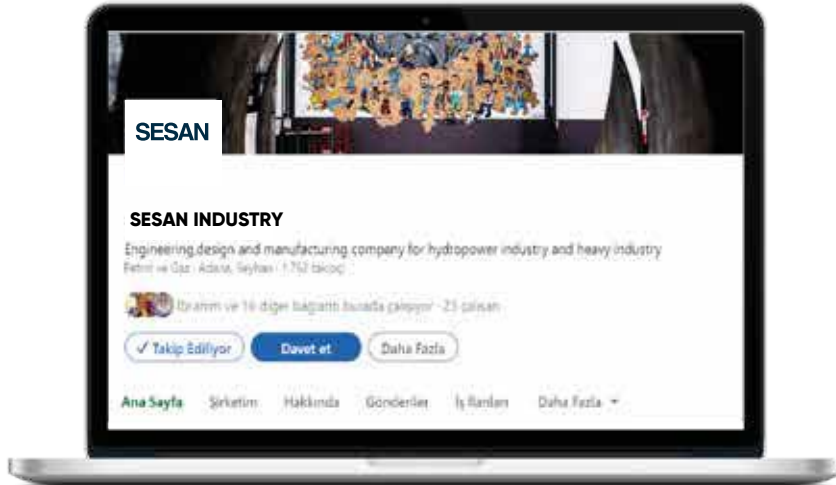 SESAN
SESAN INDUSTRY
Engineering,design and manufacturing company for hydropower industry and heavy industry
Petrol ve Gaz · Adana, Seyhan · 1.752 takipçi
İbrahim ve 16 diğer bağlantı burada çalışıyor · 23 çalışan
✓ Takip Ediliyor Davet et Daha Fazla
Ana Sayfa Şirketim Hakkında Gönderiler İş İlanları Daha Fazla